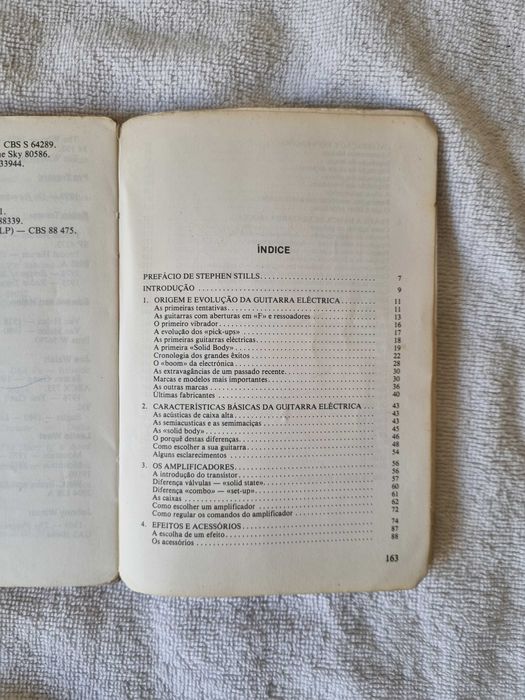 CBS S 64289.
Sky 80586.
33944.
1.
88339.
LP) — CBS 88 475.
ÍNDICE
PREFÁCIO DE STEPHEN STILLS 7
INTRODUÇÃO 9
1. ORIGEM E EVOLUÇÃO DA GUITARRA ELÉCTRICA 11
As primeiras tentativas 11
As guitarras com aberturas em «F» e ressoadores 13
O primeiro vibrador 16
A evolução dos «pick-ups» 17
As primeiras guitarras eléctricas 18
A primeira «Solid Body» 19
Cronologia dos grandes êxitos 22
O «boom» da electrónica 28
As extravagâncias de um passado recente 30
Marcas e modelos mais importantes 30
As outras marcas 36
Últimas fabricantes 40
2. CARACTERÍSTICAS BÁSICAS DA GUITARRA ELÉCTRICA 43
As acústicas de caixa alta 43
As semiacusticas e as semimaciças 43
As «solid body» 45
O porquê destas diferenças 46
Como escolher a sua guitarra 48
Alguns esclarecimentos 54
3. OS AMPLIFICADORES 56
A introdução do transistor 56
Diferença válvulas — «solid state» 57
Diferença «combo» — «set-up» 60
As caixas 61
Como escolher um amplificador 62
Como regular os comandos do amplificador 72
4. EFEITOS E ACESSÓRIOS 74
A escolha de um efeito 87
Os acessórios 88
163